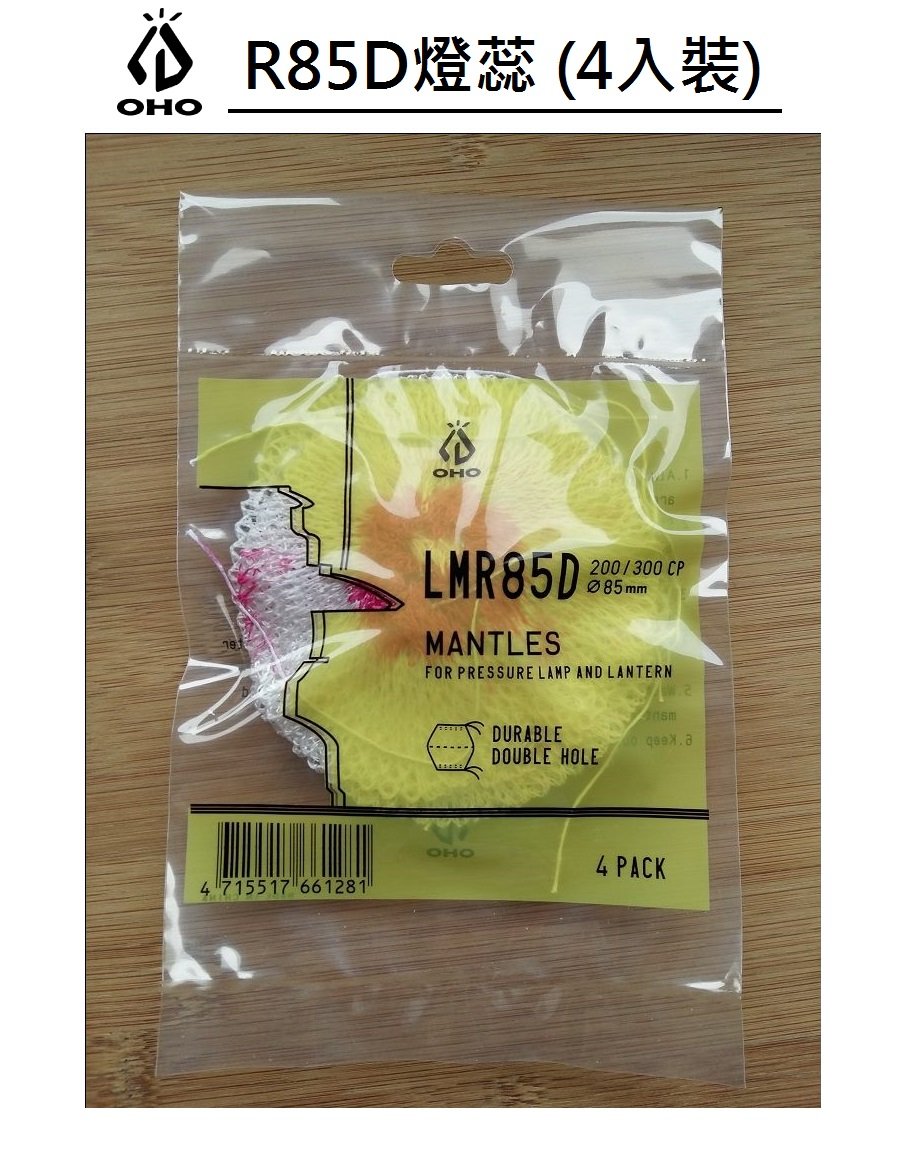 OHO
R85D燈蕊 (4入裝)
OHO
LMR85D
200/300 CP
Ø85mm
MANTLES
FOR PRESSURE LAMP AND LANTERN
DURABLE
DOUBLE HOLE
OHO
4 715517 661281
4 PACK